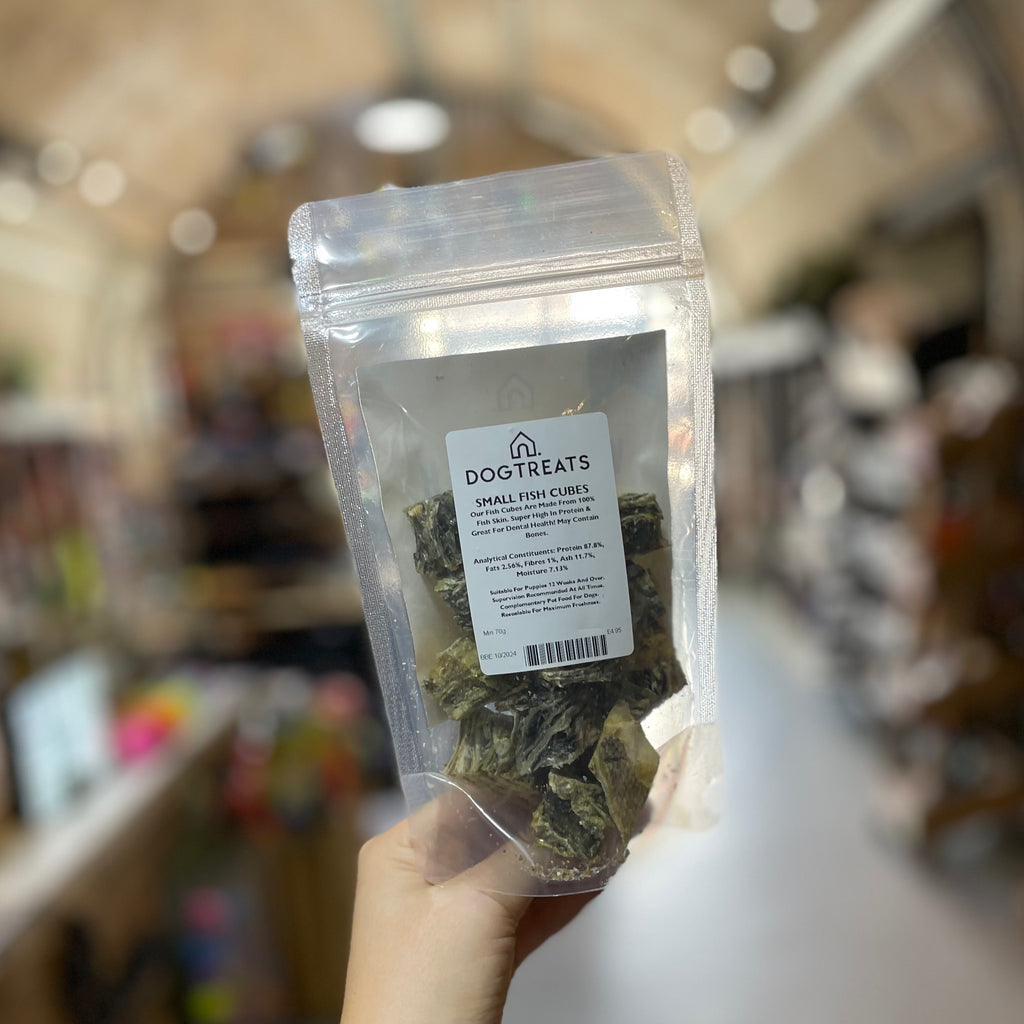 DOGTREATS
SMALL FISH CUBES
Our Fish Cubes Are Made From 100%
Fish Skin. Super High In Protein &
Great For Dental Health! May Contain
Bones.
Analytical Constituents: Protein 87.8%,
Fats 2.56%, Fibres 1%, Ash 11.7%,
Moisture 7.13%
Suitable For Puppies 12 Weeks And Over.
Supervision Recommended At All Times.
Complementary Pet Food For Dogs.
Resealable For Maximum Freshness.
Min 70g
£4.95
BBE 10/2024